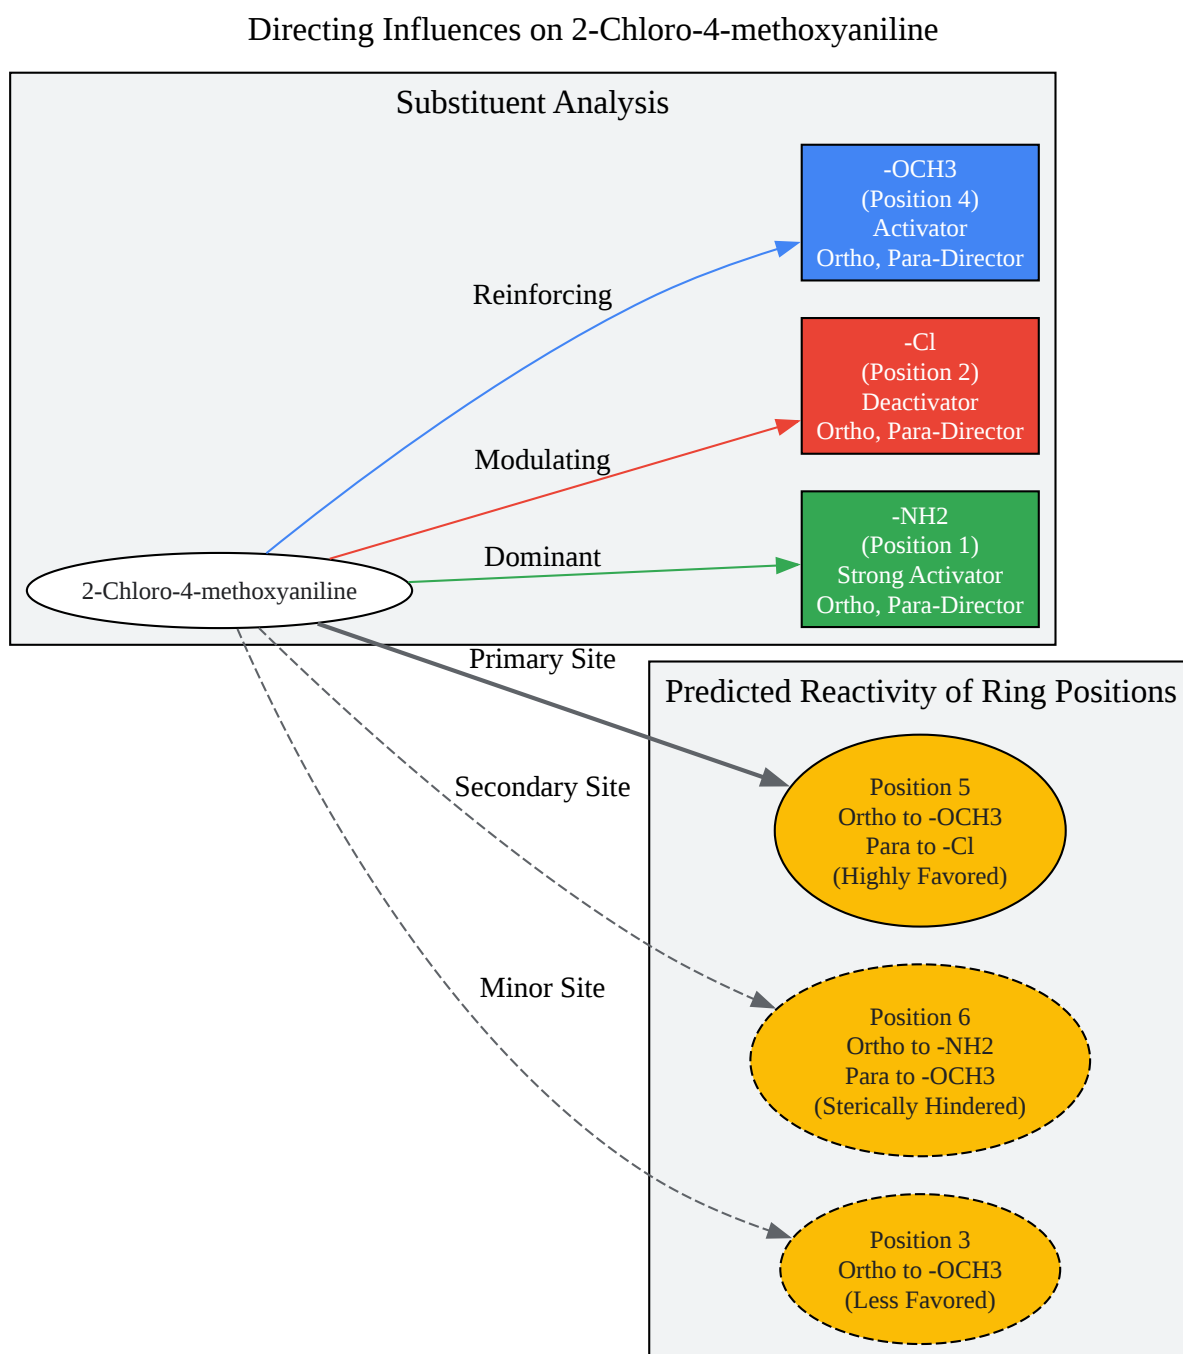 Directing Influences on 2-Chloro-4-methoxyaniline
Substituent Analysis
-OCH3
(Position 4)
Activator
Ortho, Para-Director
Reinforcing
-Cl
(Position 2)
Deactivator
Ortho, Para-Director
Modulating
-NH2
(Position 1)
Strong Activator
Ortho, Para-Director
Dominant
2-Chloro-4-methoxyaniline
Primary Site
Predicted Reactivity of Ring Positions
Position 5
Ortho to -OCH3
Para to -Cl
(Highly Favored)
Secondary Site
Position 6
Ortho to -NH2
Para to -OCH3
(Sterically Hindered)
Minor Site
Position 3
Ortho to -OCH3
(Less Favored)